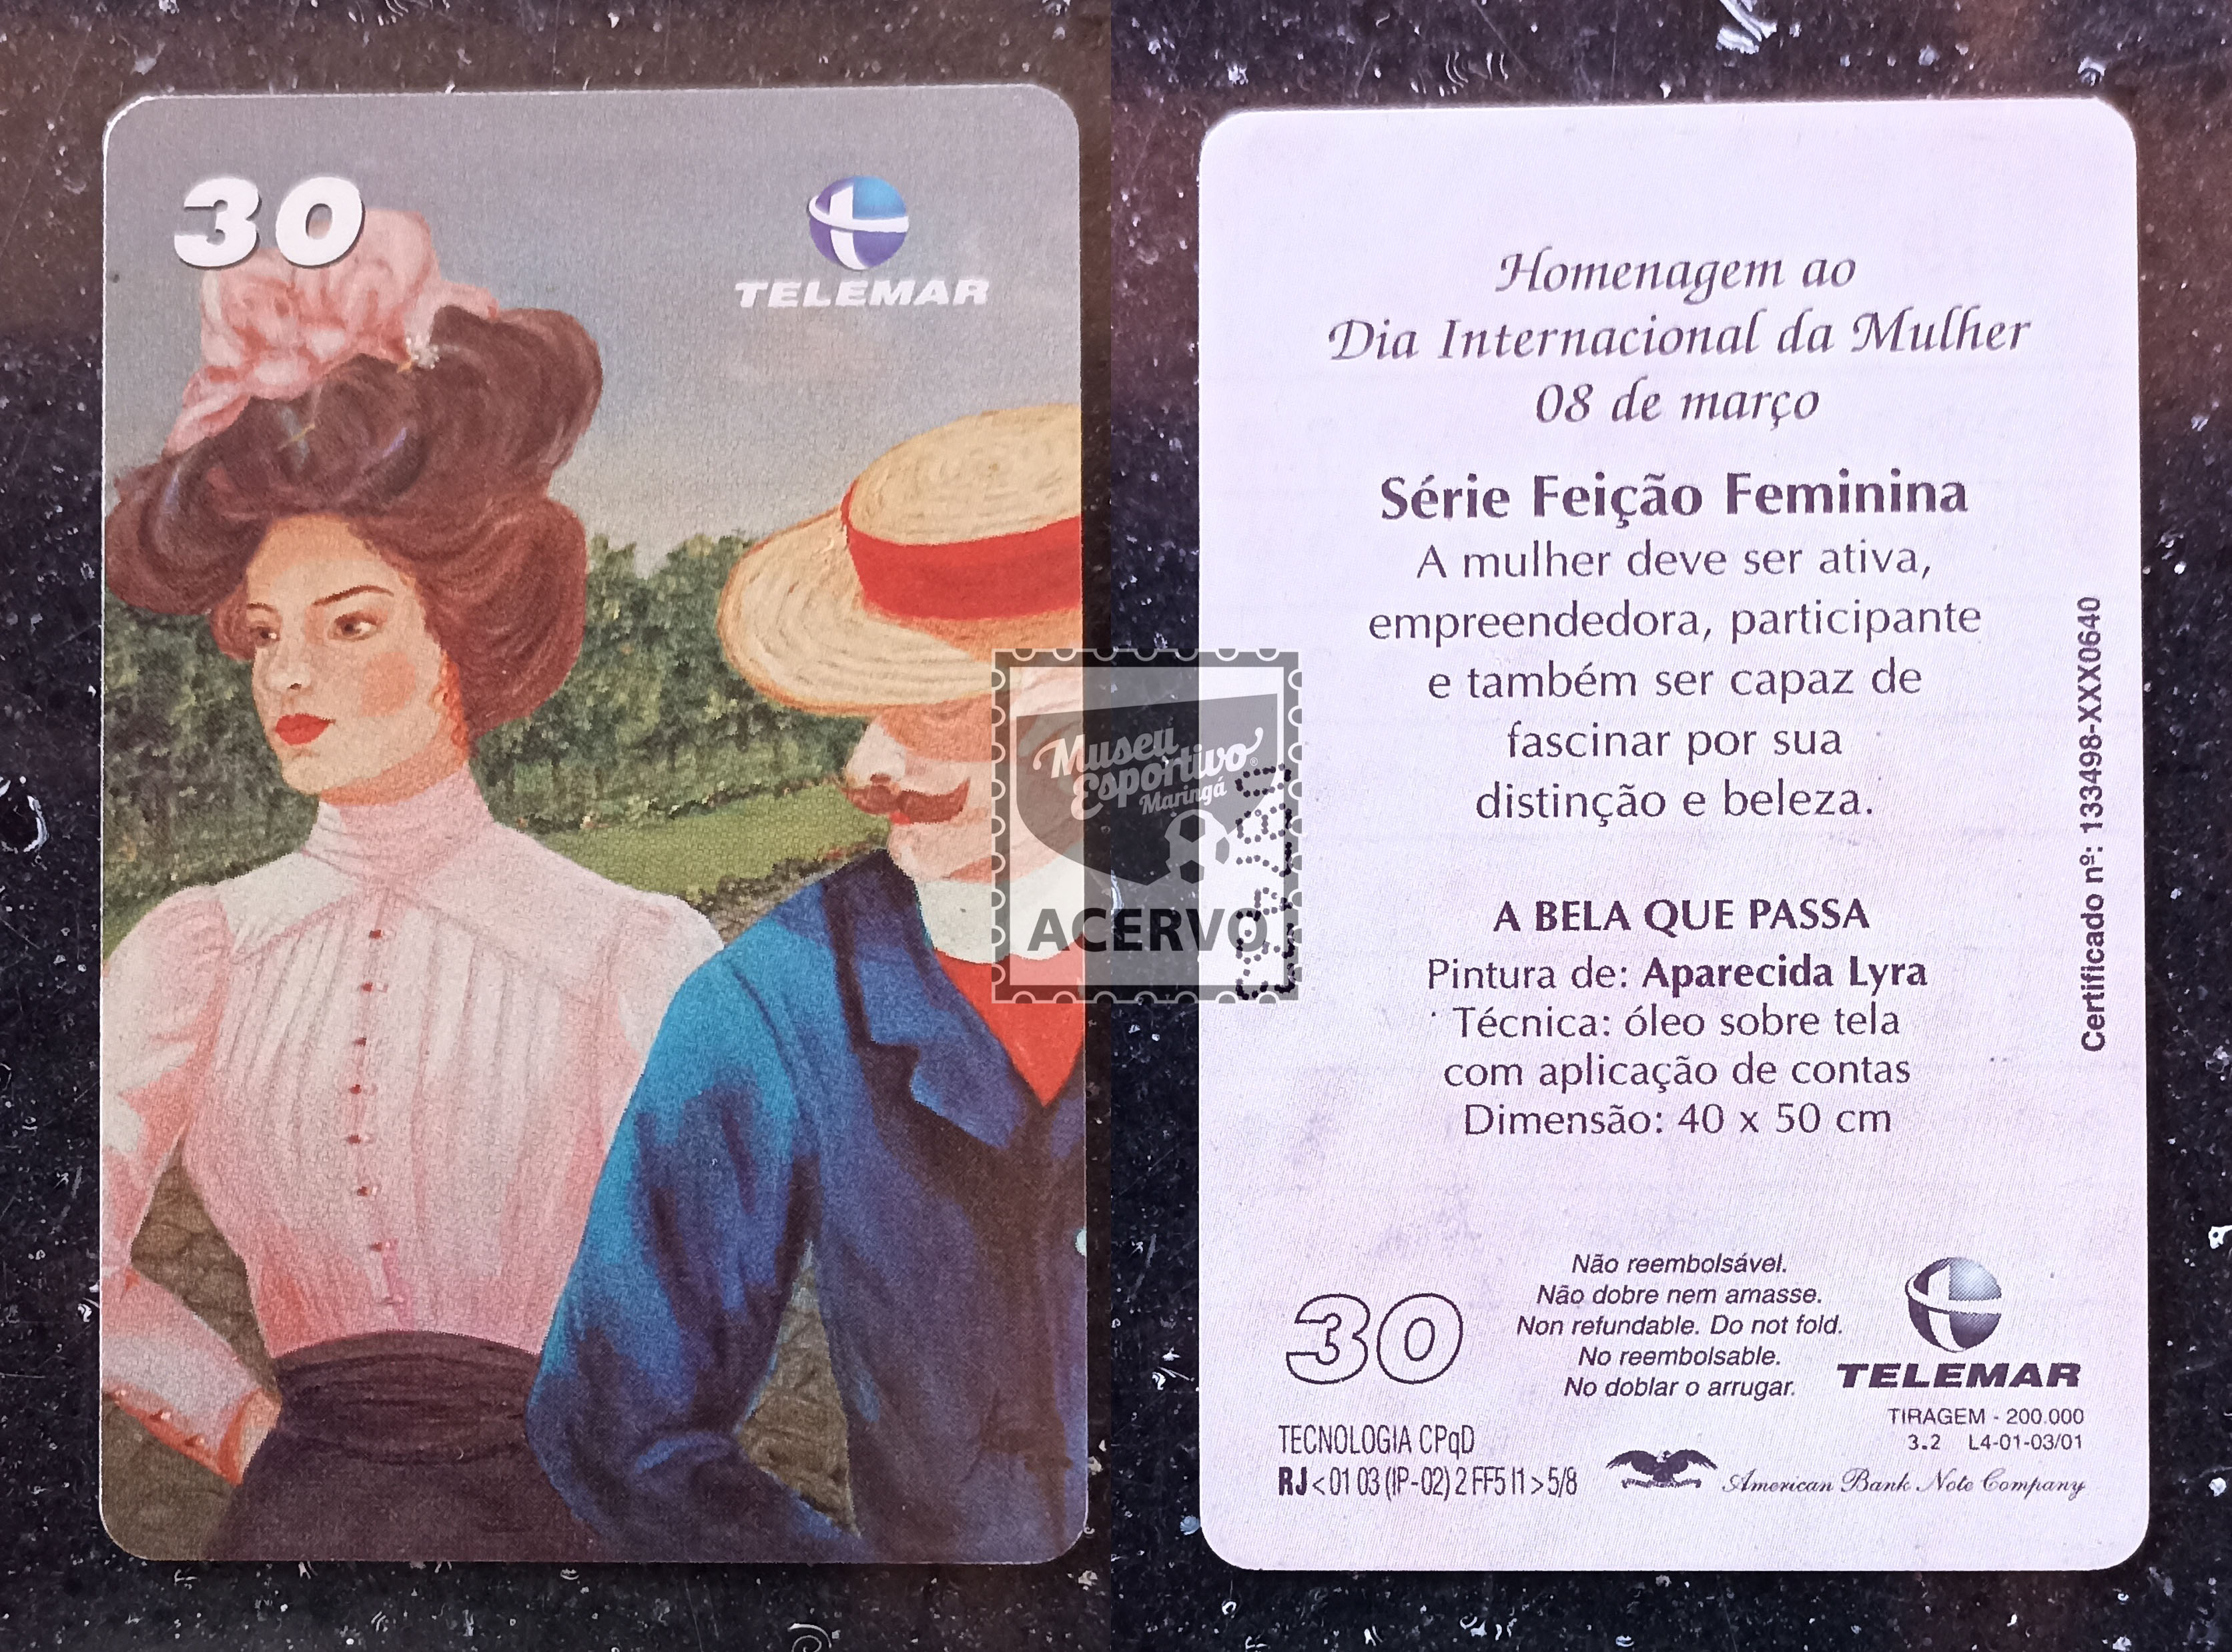 30
TELEMAR
Homenagem ao
Dia Internacional da Mulher
08 de março
Série Feição Feminina
A mulher deve ser ativa,
empreendedora, participante
e também ser capaz de
fascinar por sua
distinção e beleza.
A BELA QUE PASSA
Pintura de: Aparecida Lyra
Técnica: óleo sobre tela
com aplicação de contas
Dimensão: 40 x 50 cm
Certificado nº: 133498-XXX0640
Museu
Esportivo®
Maringá
ACERVO
Não reembolsável.
Não dobre nem amasse.
Non refundable. Do not fold.
No reembolsable.
No doblar o arrugar.
30
TELEMAR
TIRAGEM - 200.000
3.2 L4-01-03/01
TECNOLOGIA CPqD
RJ<01 03 (IP-02) 2 FF5 I1>5/8
American Bank Note Company